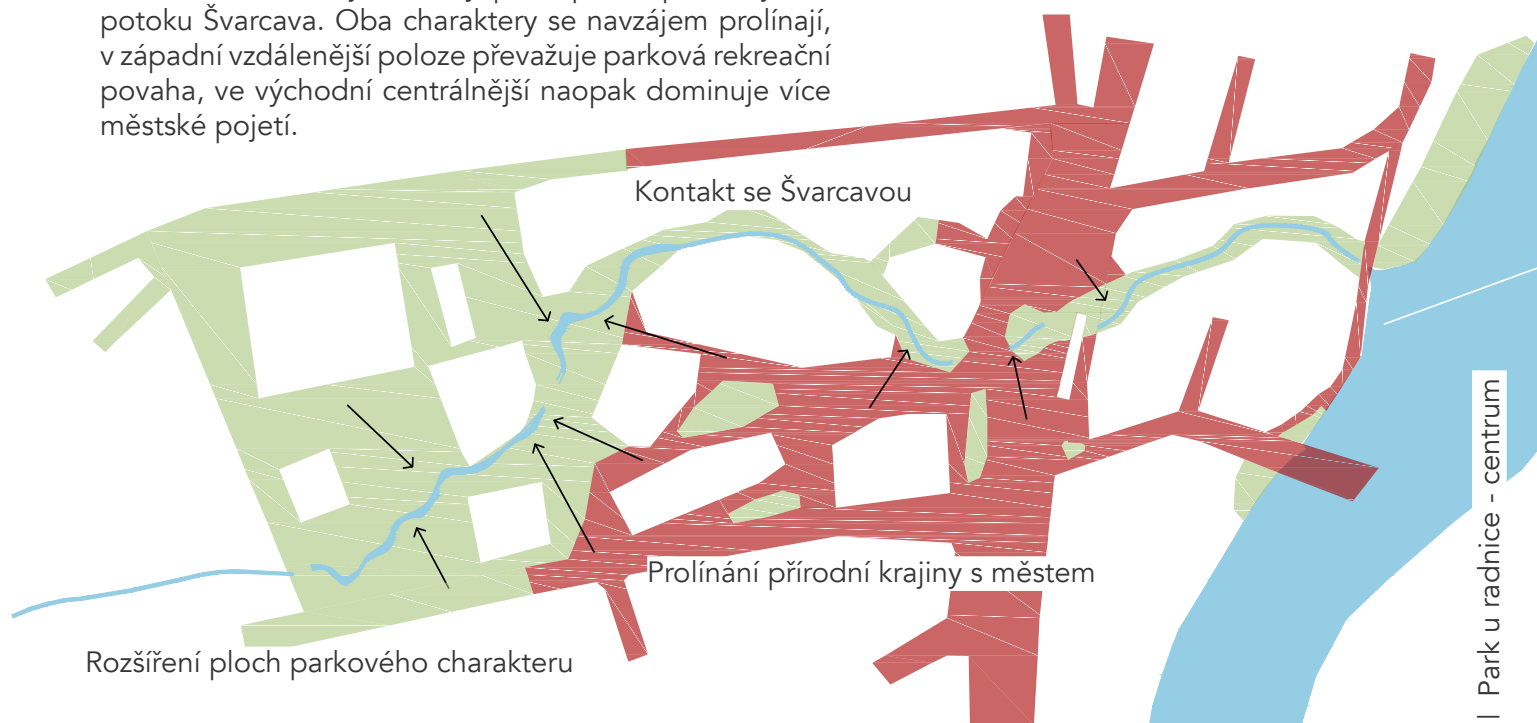 potoku Švarcava. Oba charaktery se navzájem prolínají,
v západní vzdálenější poloze převažuje parková rekreační
povaha, ve východní centrálnější naopak dominuje více
městské pojetí.
Kontakt se Švarcavou
Prolínání přírodní krajiny s městem
Rozšíření ploch parkového charakteru
| Park u radnice - centrum